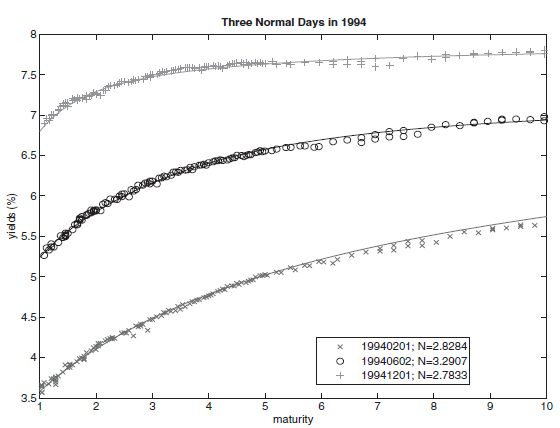 Three Normal Days in 1994
8
7.5
7
6.5
6
5.5
5
4.5
4
3.5
yields (%)
19940201; N=2.8284
19940602; N=3.2907
19941201; N=2.7833
1 2 3 4 5 6 7 8 9 10
maturity